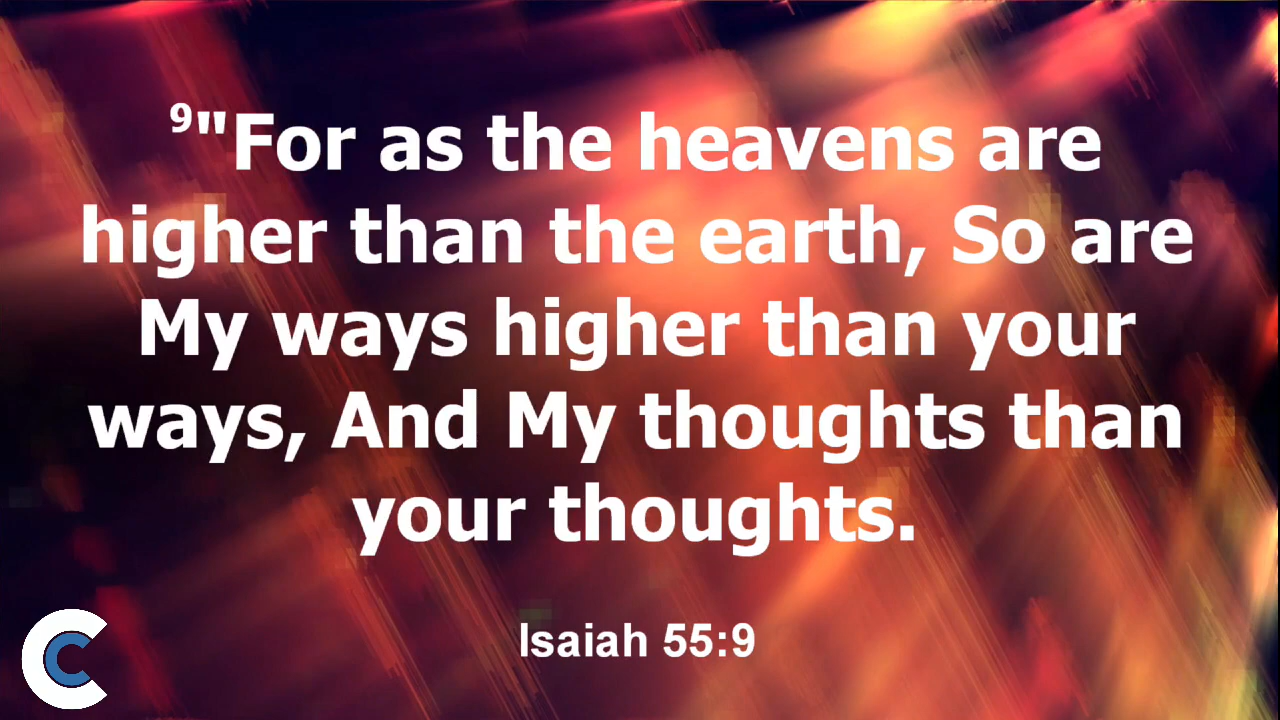 9"For as the heavens are
higher than the earth, So are
My ways higher than your
ways, And My thoughts than
your thoughts.
Isaiah 55:9
CC